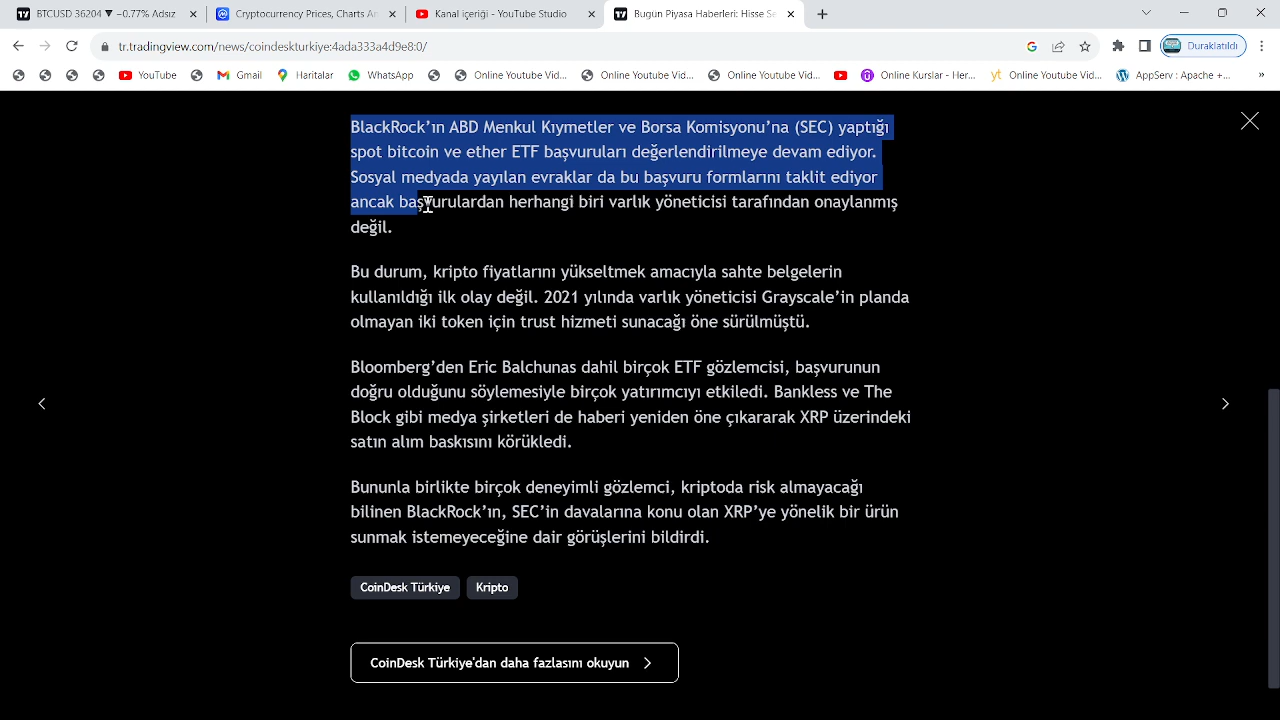 BTCUSD 36204 ▼ −0.77% Adsız
Cryptocurrency Prices, Charts An
Kanal içeriği - YouTube Studio
Bugün Piyasa Haberleri: Hisse Se
tr.tradingview.com/news/coindeskturkiye:4ada333a4d9e8:0/
Duraklatıldı
YouTube
Gmail
Haritalar
WhatsApp
Online Youtube Vid...
Online Youtube Vid...
Online Youtube Vid...
Online Kurslar - Her...
Online Youtube Vid...
AppServ : Apache +...
»
BlackRock’ın ABD Menkul Kıymetler ve Borsa Komisyonu’na (SEC) yaptığı
spot bitcoin ve ether ETF başvuruları değerlendirilmeye devam ediyor.
Sosyal medyada yayılan evraklar da bu başvuru formlarını taklit ediyor
ancak başvurulardan herhangi biri varlık yöneticisi tarafından onaylanmış
değil.
Bu durum, kripto fiyatlarını yükseltmek amacıyla sahte belgelerin
kullanıldığı ilk olay değil. 2021 yılında varlık yöneticisi Grayscale’in planda
olmayan iki token için trust hizmeti sunacağı öne sürülmüştü.
Bloomberg’den Eric Balchunas dahil birçok ETF gözlemcisi, başvurunun
doğru olduğunu söylemesiyle birçok yatırımcıyı etkiledi. Bankless ve The
Block gibi medya şirketleri de haberi yeniden öne çıkararak XRP üzerindeki
satın alım baskısını körükledi.
Bununla birlikte birçok deneyimli gözlemci, kriptoda risk almayacağı
bilinen BlackRock’ın, SEC’in davalarına konu olan XRP’ye yönelik bir ürün
sunmak istemeyeceğine dair görüşlerini bildirdi.
CoinDesk Türkiye
Kripto
CoinDesk Türkiye'dan daha fazlasını okuyun